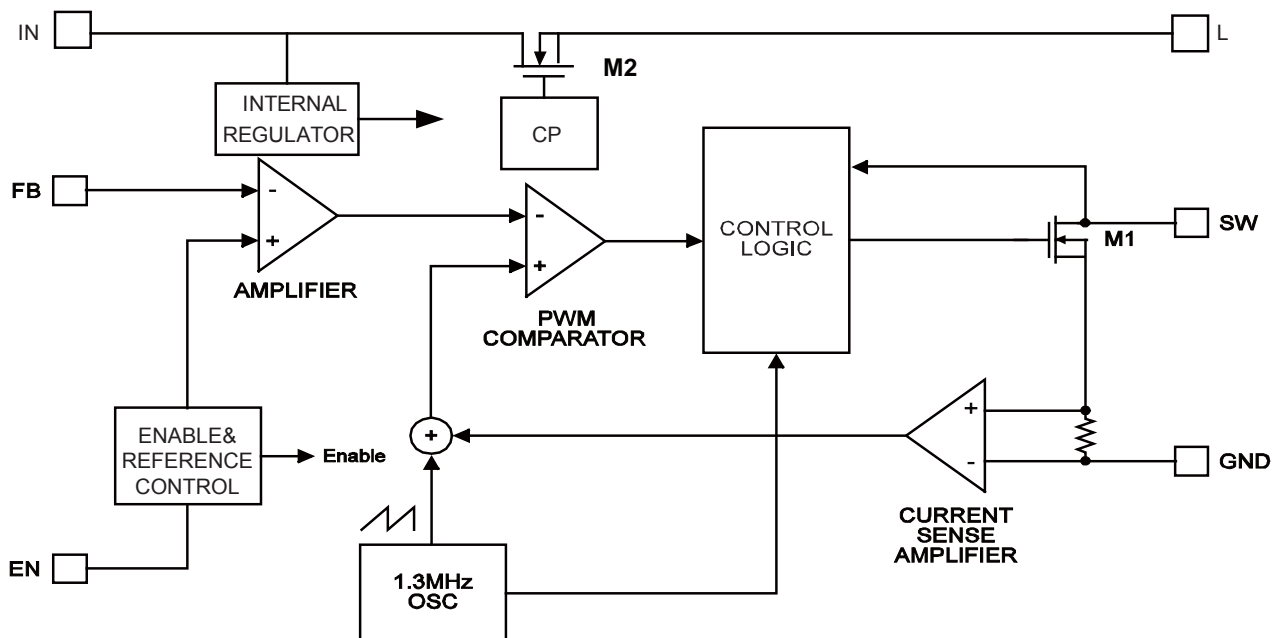 IN
L
M2
INTERNAL
REGULATOR
CP
FB
-
+
AMPLIFIER
-
+
PWM
COMPARATOR
CONTROL
LOGIC
M1
SW
ENABLE&
REFERENCE
CONTROL
Enable
+
+
-
GND
CURRENT
SENSE
AMPLIFIER
EN
1.3MHz
OSC